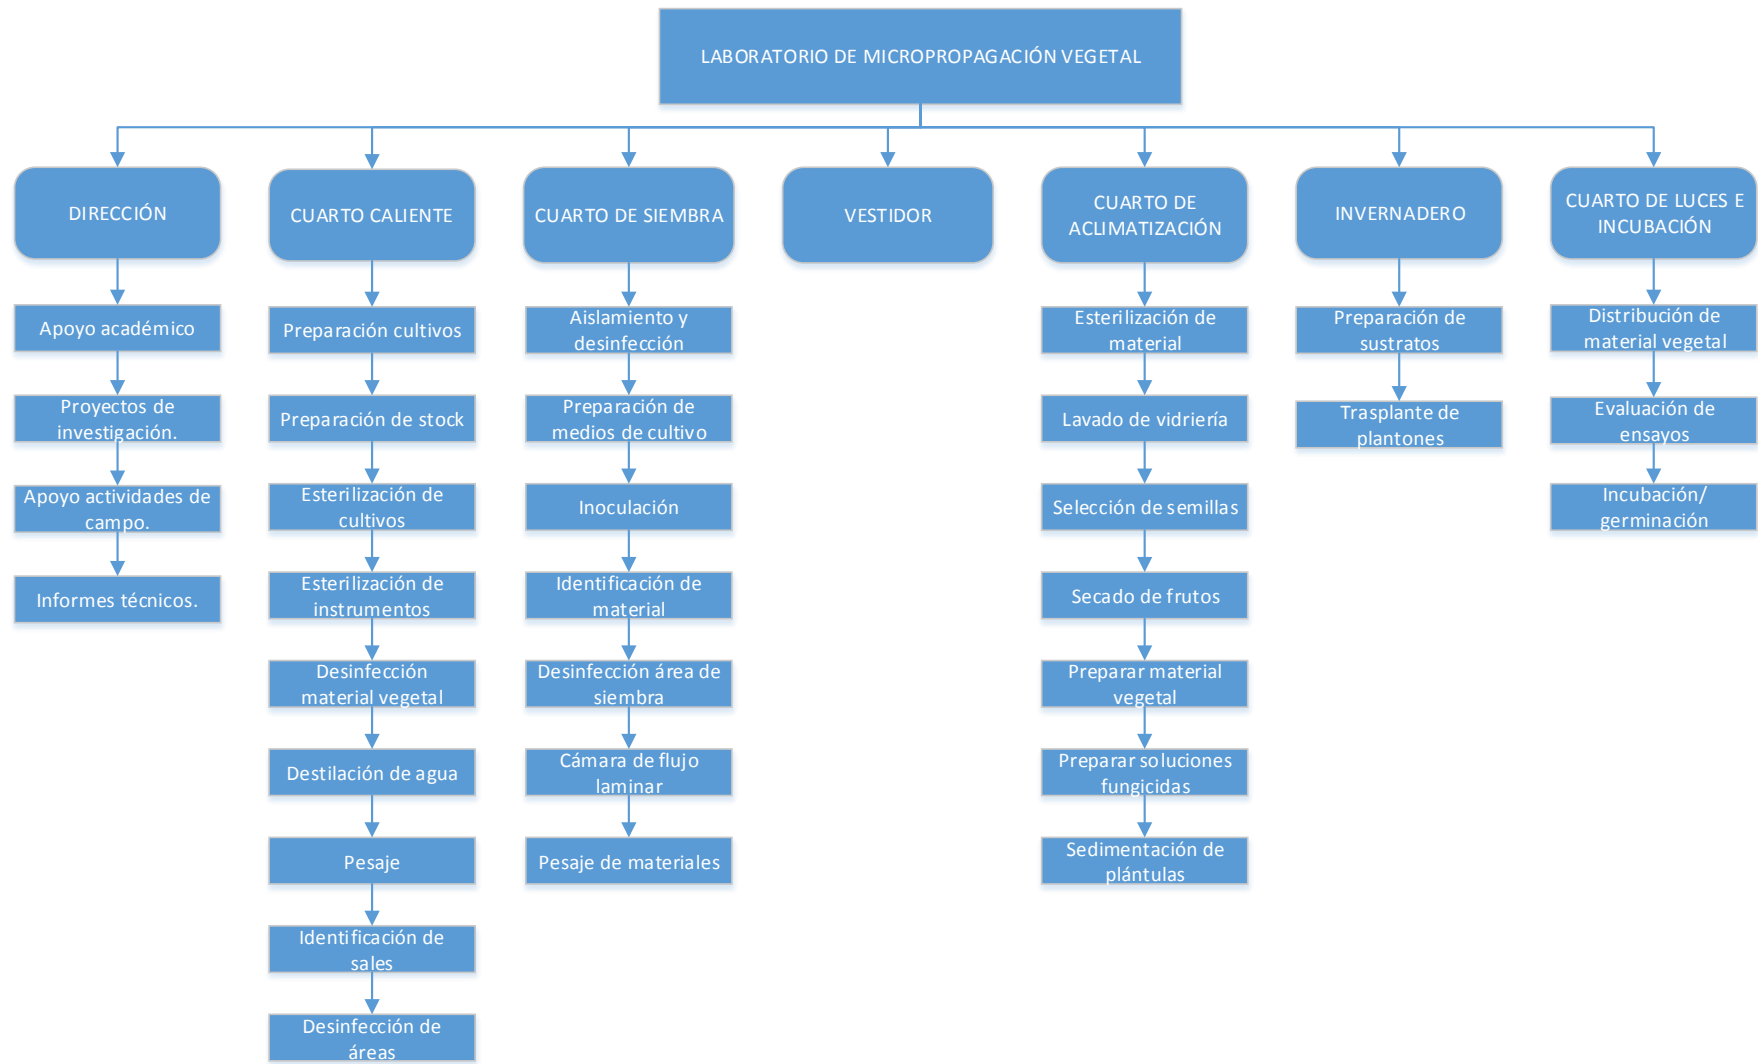 LABORATORIO DE MICROPROPAGACIÓN VEGETAL
DIRECCIÓN
Apoyo académico
Proyectos de
investigación.
Apoyo actividades de
campo.
Informes técnicos.
CUARTO CALIENTE
Preparación cultivos
Preparación de stock
Esterilización de
cultivos
Esterilización de
instrumentos
Desinfección
material vegetal
Destilación de agua
Pesaje
Identificación de
sales
Desinfección de
áreas
CUARTO DE SIEMBRA
Aislamiento y
desinfección
Preparación de
medios de cultivo
Inoculación
Identificación de
material
Desinfección área de
siembra
Cámara de flujo
laminar
Pesaje de materiales
VESTIDOR
CUARTO DE
ACLIMATIZACIÓN
Esterilización de
material
Lavado de vidriería
Selección de semillas
Secado de frutos
Preparar material
vegetal
Preparar soluciones
fungicidas
Sedimentación de
plántulas
INVERNADERO
Preparación de
sustratos
Trasplante de
plantones
CUARTO DE LUCES E
INCUBACIÓN
Distribución de
material vegetal
Evaluación de
ensayos
Incubación/
germinación